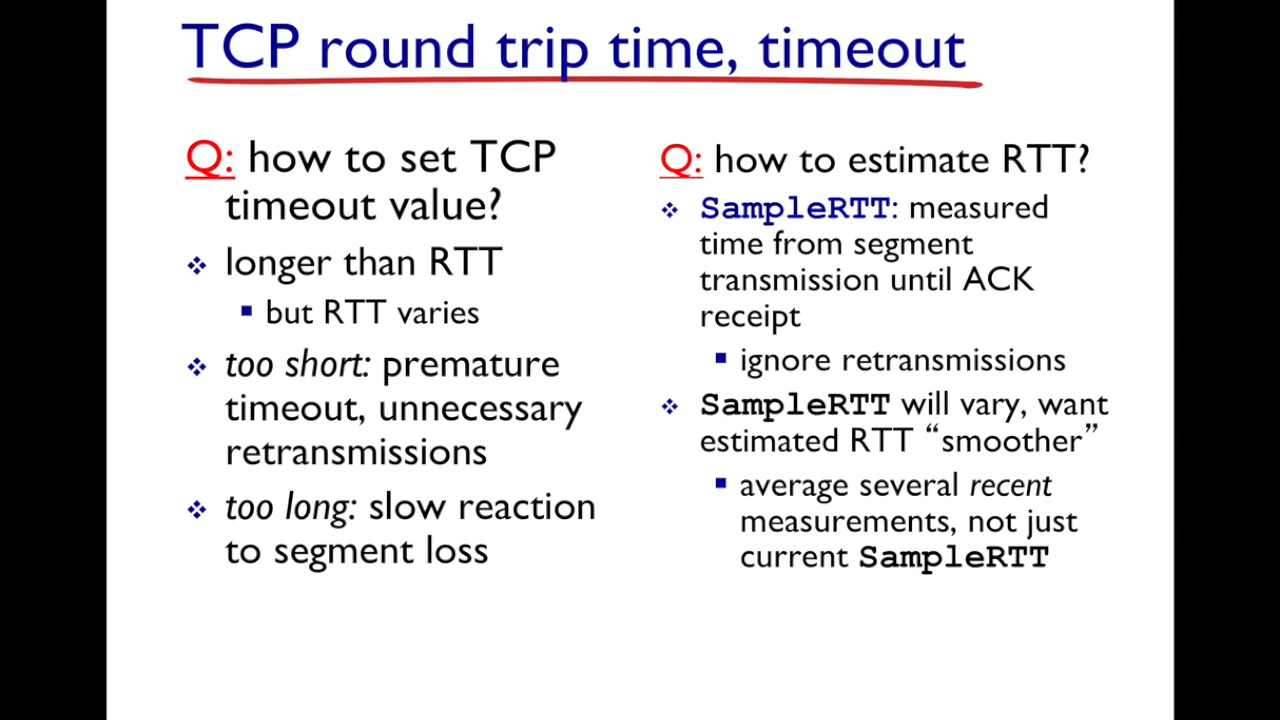 TCP round trip time, timeout
Q: how to set TCP
timeout value?
longer than RTT
but RTT varies
too short: premature
timeout, unnecessary
retransmissions
too long: slow reaction
to segment loss
Q: how to estimate RTT?
SampleRTT: measured
time from segment
transmission until ACK
receipt
ignore retransmissions
SampleRTT will vary, want
estimated RTT “smoother”
average several recent
measurements, not just
current SampleRTT